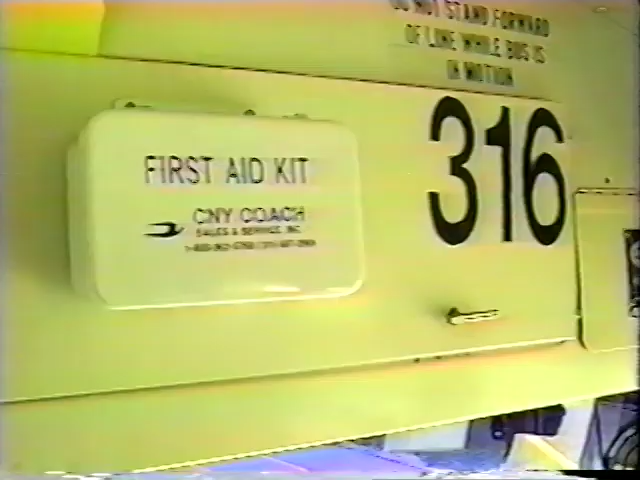 DO NOT STAND FORWARD
OF LINE WHILE BUS IS
IN MOTION
316
FIRST AID KIT
CNY COACH
SALES & SERVICE, INC.